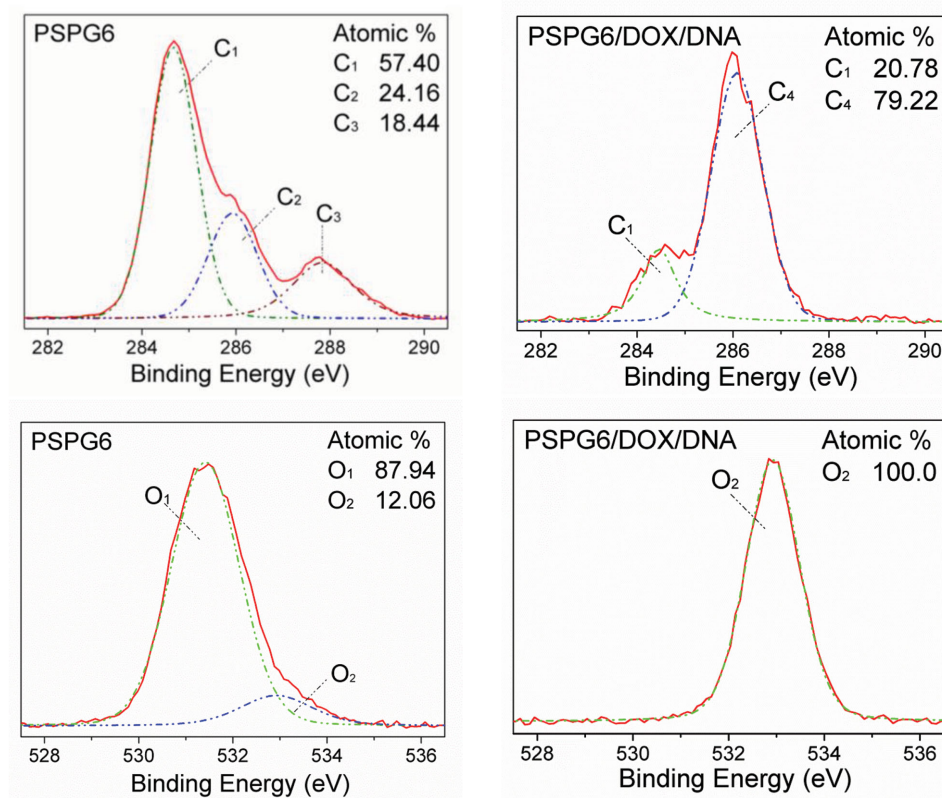 PSPG6
Atomic %
C₁ 57.40
C₂ 24.16
C₃ 18.44
C₁
C₂
C₃
282 284 286 288 290
Binding Energy (eV)
PSPG6/DOX/DNA
Atomic %
C₁ 20.78
C₄ 79.22
C₄
C₁
282 284 286 288 290
Binding Energy (eV)
PSPG6
Atomic %
O₁ 87.94
O₂ 12.06
O₁
O₂
528 530 532 534 536
Binding Energy (eV)
PSPG6/DOX/DNA
Atomic %
O₂ 100.0
O₂
528 530 532 534 536
Binding Energy (eV)